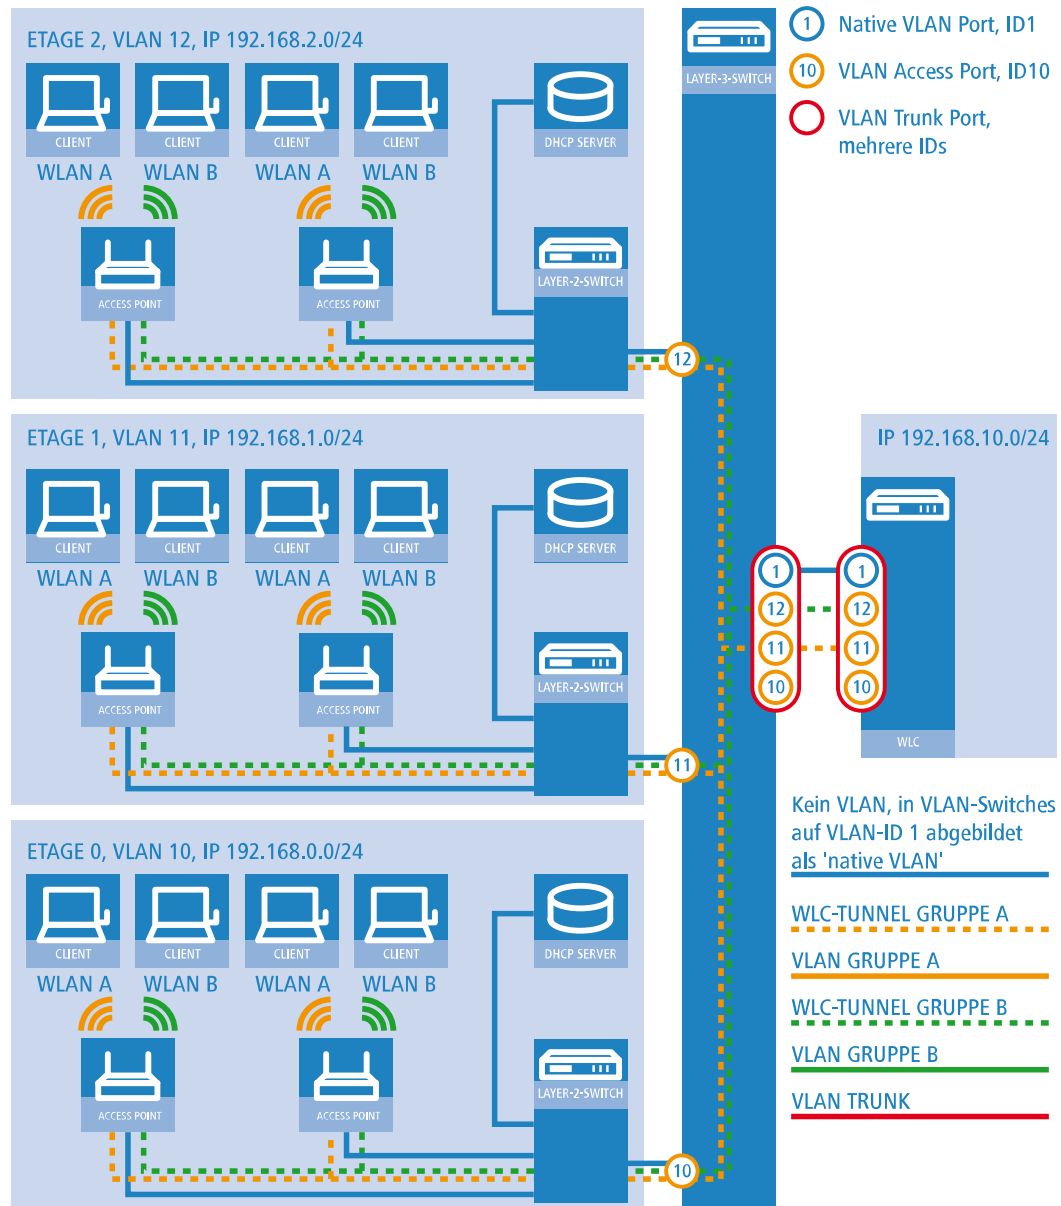 ETAGE 2, VLAN 12, IP 192.168.2.0/24
CLIENT
CLIENT
CLIENT
CLIENT
DHCP SERVER
WLAN A
WLAN B
WLAN A
WLAN B
ACCESS POINT
ACCESS POINT
LAYER-2-SWITCH
12
ETAGE 1, VLAN 11, IP 192.168.1.0/24
CLIENT
CLIENT
CLIENT
CLIENT
DHCP SERVER
WLAN A
WLAN B
WLAN A
WLAN B
ACCESS POINT
ACCESS POINT
LAYER-2-SWITCH
11
ETAGE 0, VLAN 10, IP 192.168.0.0/24
CLIENT
CLIENT
CLIENT
CLIENT
DHCP SERVER
WLAN A
WLAN B
WLAN A
WLAN B
ACCESS POINT
ACCESS POINT
LAYER-2-SWITCH
10
LAYER-3-SWITCH
1
Native VLAN Port, ID1
10
VLAN Access Port, ID10
VLAN Trunk Port,
mehrere IDs
IP 192.168.10.0/24
1
1
12
12
11
11
10
10
WLC
Kein VLAN, in VLAN-Switches
auf VLAN-ID 1 abgebildet
als 'native VLAN'
WLC-TUNNEL GRUPPE A
VLAN GRUPPE A
WLC-TUNNEL GRUPPE B
VLAN GRUPPE B
VLAN TRUNK